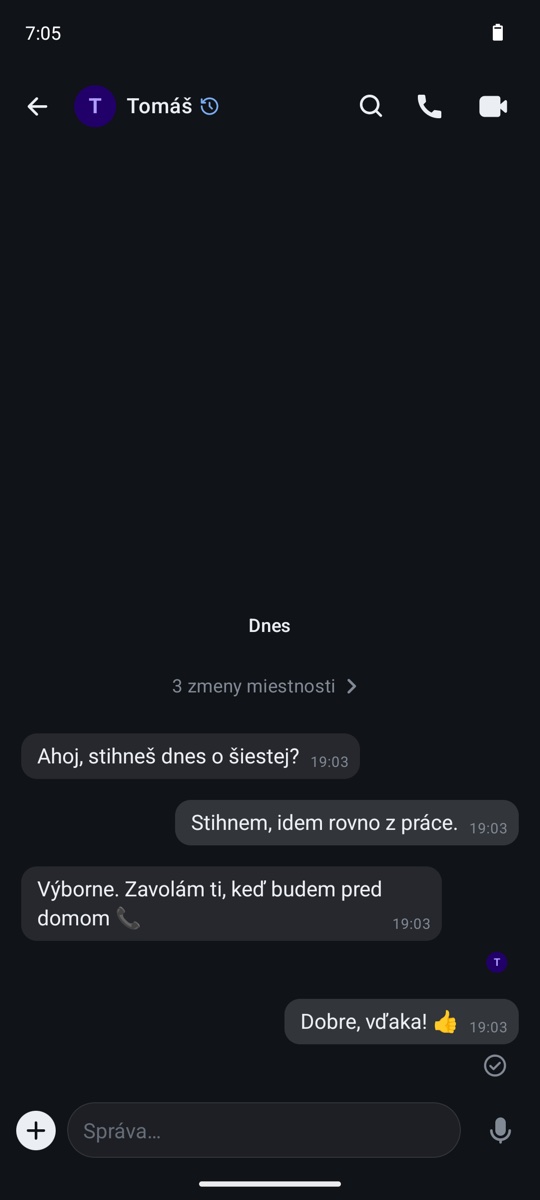 7:05
T Tomáš
Dnes
3 zmeny miestnosti
Ahoj, stihneš dnes o šiestej? 19:03
Stihnem, idem rovno z práce. 19:03
Výborne. Zavolám ti, keď budem pred
domom 📞 19:03
T
Dobre, vďaka! 👍 19:03
Správa...